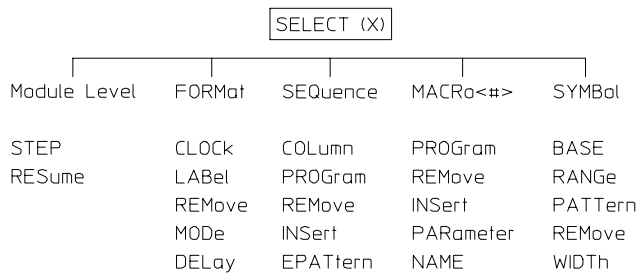 SELECT (X)
Module Level FORMat SEQuence MACRo<#> SYMBol
STEP CLOCk COLumn PROGram BASE
RESume LABel PROGram REMove RANGe
REMove REMove INSert PATTern
MODe INSert PARameter REMove
DELay EPATtern NAME WIDTh